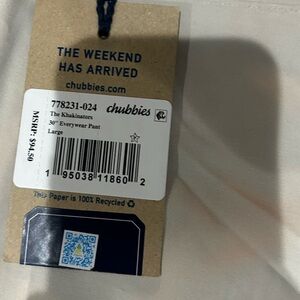 THE WEEKEND
HAS ARRIVED
chubbies.com
778231-024
chubbies
The Khakinators
30" Everywear Pant
Large
MSRP: $94.50
1 95038 11860 2
This Paper is 100% Recycled